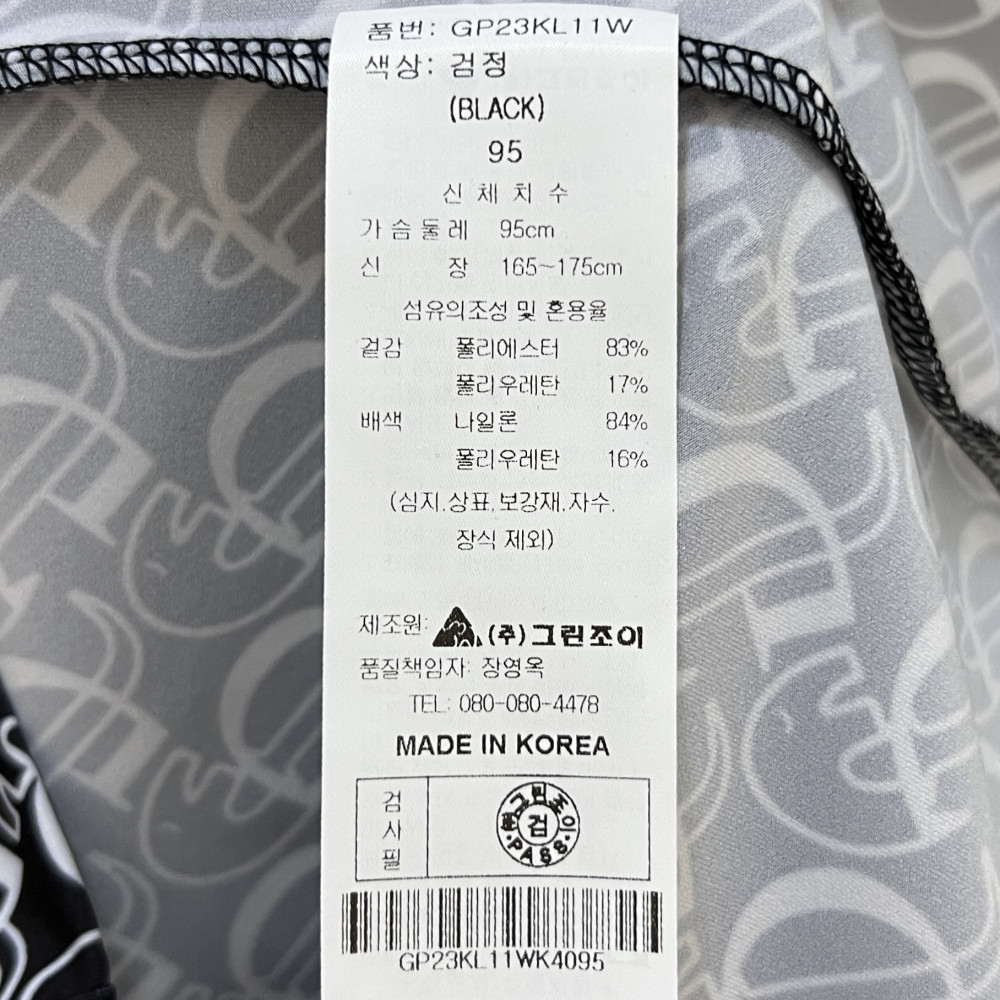 품번: GP23KL11W
색상: 검정
(BLACK)
95
신 체 치 수
가 슴 둘 레 95cm
신 장 165~175cm
섬유의조성 및 혼용율
겉감 폴리에스터 83%
폴리우레탄 17%
배색 나일론 84%
폴리우레탄 16%
(심지.상표.보강재.자수.
장식 제외)
제조원: (주)그린조이
품질책임자: 장영옥
TEL: 080-080-4478
MADE IN KOREA
검
사
필
㈜그린조이
검
PASS
GP23KL11WK4095